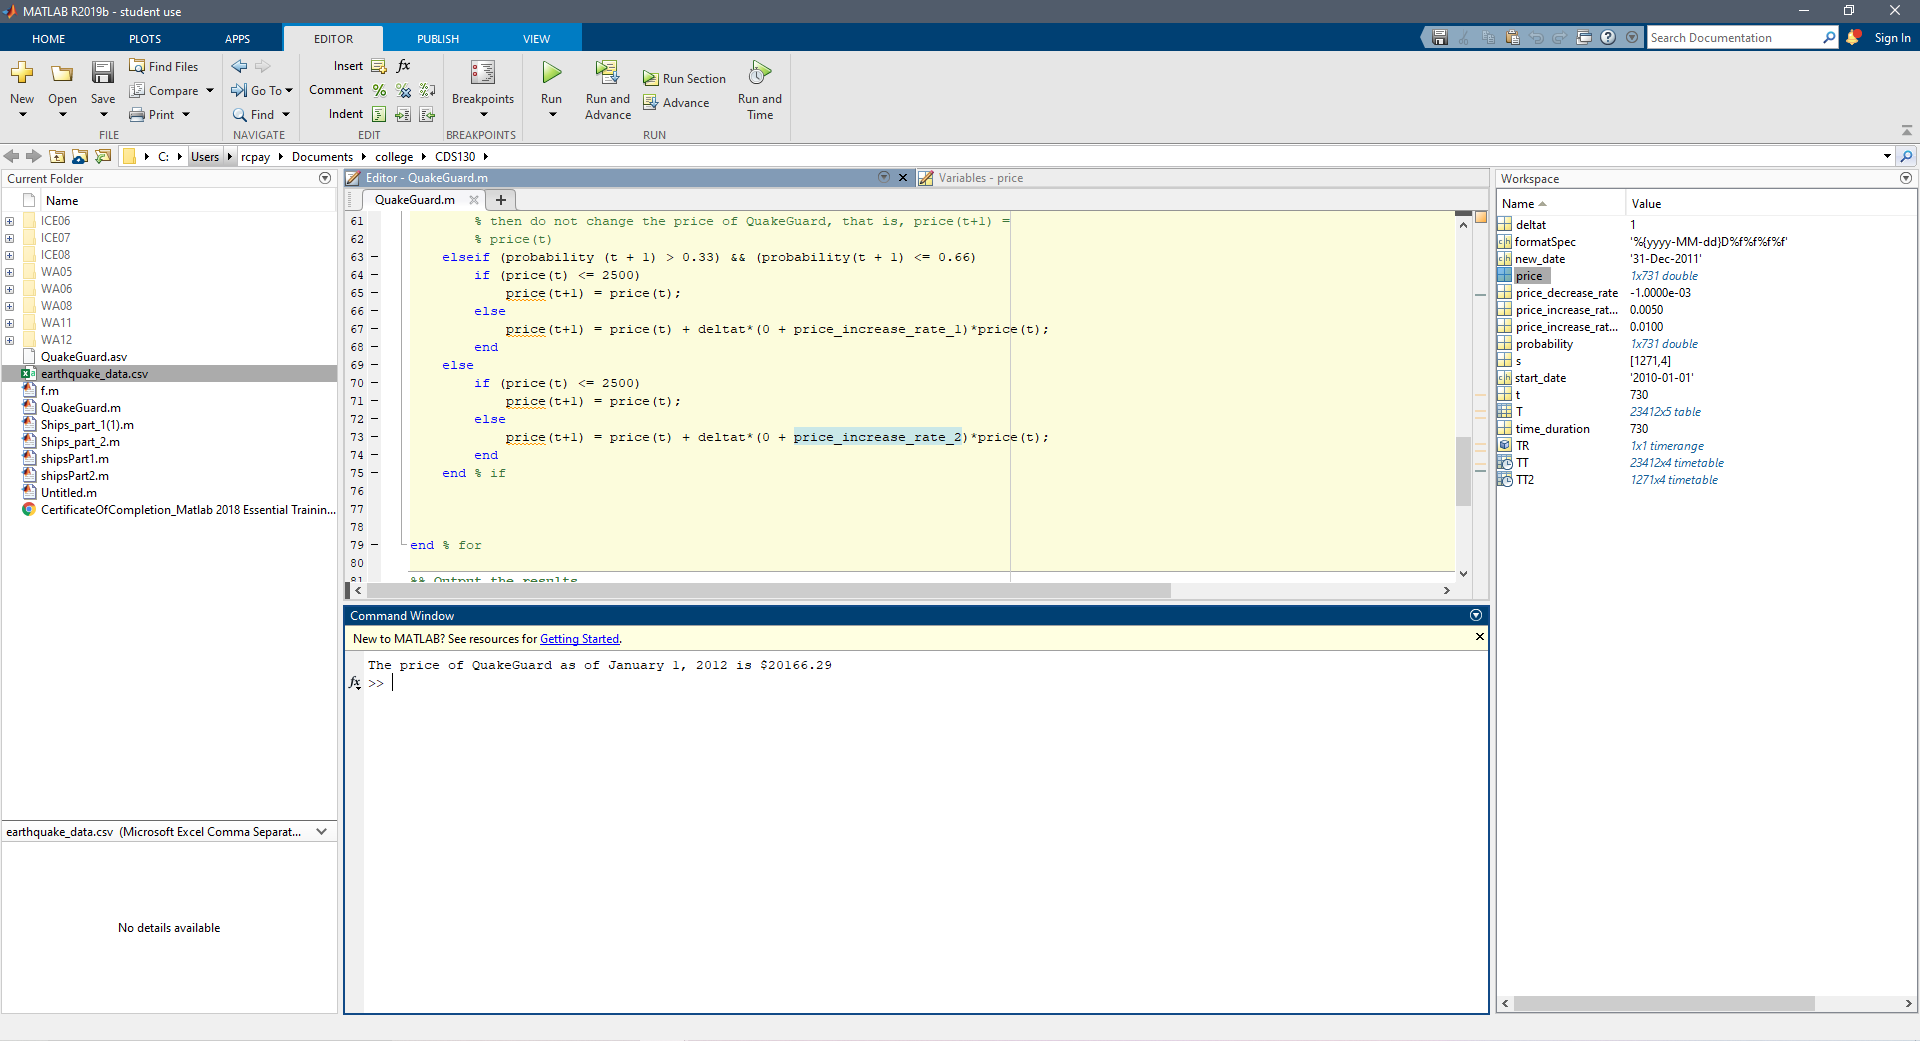 MATLAB R2019b - student use
HOME PLOTS APPS EDITOR PUBLISH VIEW
Search Documentation
Sign In
New
Open
Save
Find Files
Compare
Print
FILE
Go To
Find
NAVIGATE
Insert
Comment
Indent
EDIT
Breakpoints
BREAKPOINTS
Run
Run and
Advance
Run Section
Advance
Run and
Time
RUN
C: Users rcpay Documents college CDS130
Current Folder
Name
ICE06
ICE07
ICE08
WA05
WA06
WA08
WA11
WA12
QuakeGuard.asv
earthquake_data.csv
f.m
QuakeGuard.m
Ships_part_1(1).m
Ships_part_2.m
shipsPart1.m
shipsPart2.m
Untitled.m
CertificateOfCompletion_Matlab 2018 Essential Trainin...
earthquake_data.csv (Microsoft Excel Comma Separat...
No details available
Editor - QuakeGuard.m
Variables - price
QuakeGuard.m
61 % then do not change the price of QuakeGuard, that is, price(t+1) =
62 % price(t)
63 elseif (probability (t + 1) > 0.33) && (probability(t + 1) <= 0.66)
64 if (price(t) <= 2500)
65 price(t+1) = price(t);
66 else
67 price(t+1) = price(t) + deltat*(0 + price_increase_rate_1)*price(t);
68 end
69 else
70 if (price(t) <= 2500)
71 price(t+1) = price(t);
72 else
73 price(t+1) = price(t) + deltat*(0 + price_increase_rate_2)*price(t);
74 end
75 end % if
76
77
78
79 end % for
80
81 %% Output the results
Command Window
New to MATLAB? See resources for Getting Started.
The price of QuakeGuard as of January 1, 2012 is $20166.29
fx >>
Workspace
Name Value
deltat 1
formatSpec '%{yyyy-MM-dd}D%f%f%f%f'
new_date '31-Dec-2011'
price 1x731 double
price_decrease_rate -1.0000e-03
price_increase_rat... 0.0050
price_increase_rat... 0.0100
probability 1x731 double
s [1271,4]
start_date '2010-01-01'
t 730
T 23412x5 table
time_duration 730
TR 1x1 timerange
TT 23412x4 timetable
TT2 1271x4 timetable